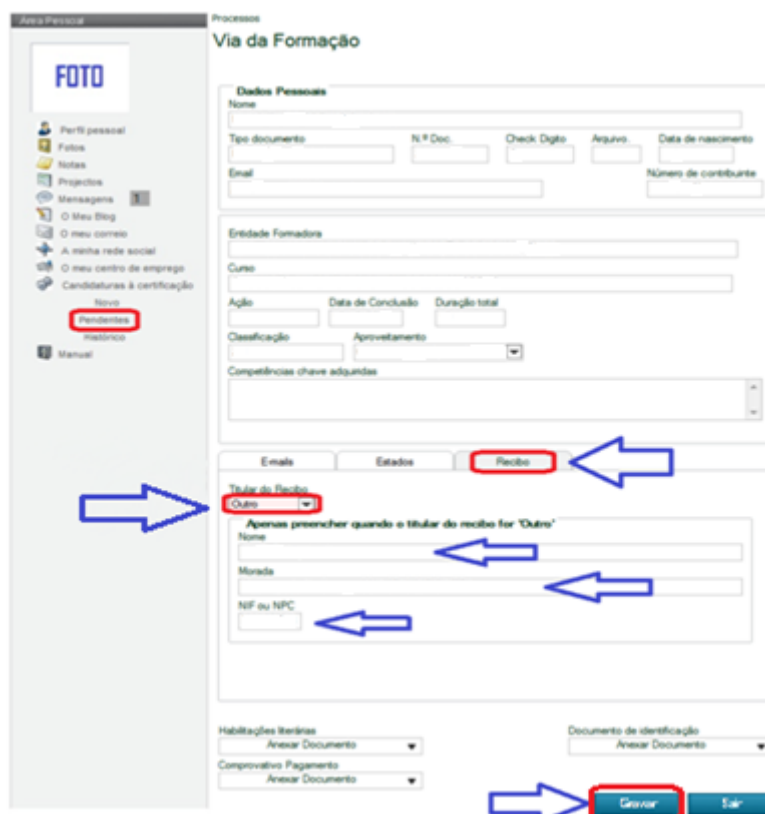 Área Pessoal
Processos
Via da Formação
FOTO
Perfil pessoal
Fotos
Notas
Projectos
Mensagens 1
O Meu Blog
O meu correio
A minha rede social
O meu centro de emprego
Candidaturas à certificação
Novo
Pendentes
Histórico
Manual
Dados Pessoais
Nome
Tipo documento N.º Doc. Check Digito Arquivo. Data de nascimento
Email Número de contribuinte
Entidade Formadora
Curso
Ação Data de Conclusão Duração total
Classificação Aproveitamento
Competências chave adquiridas
E-mails Estados Recibo
Titular do Recibo
Outro
Apenas preencher quando o titular do recibo for 'Outro'
Nome
Morada
NIF ou NPC
Habilitações literárias Documento de identificação
Anexar Documento Anexar Documento
Comprovativo Pagamento
Anexar Documento
Gravar Sair